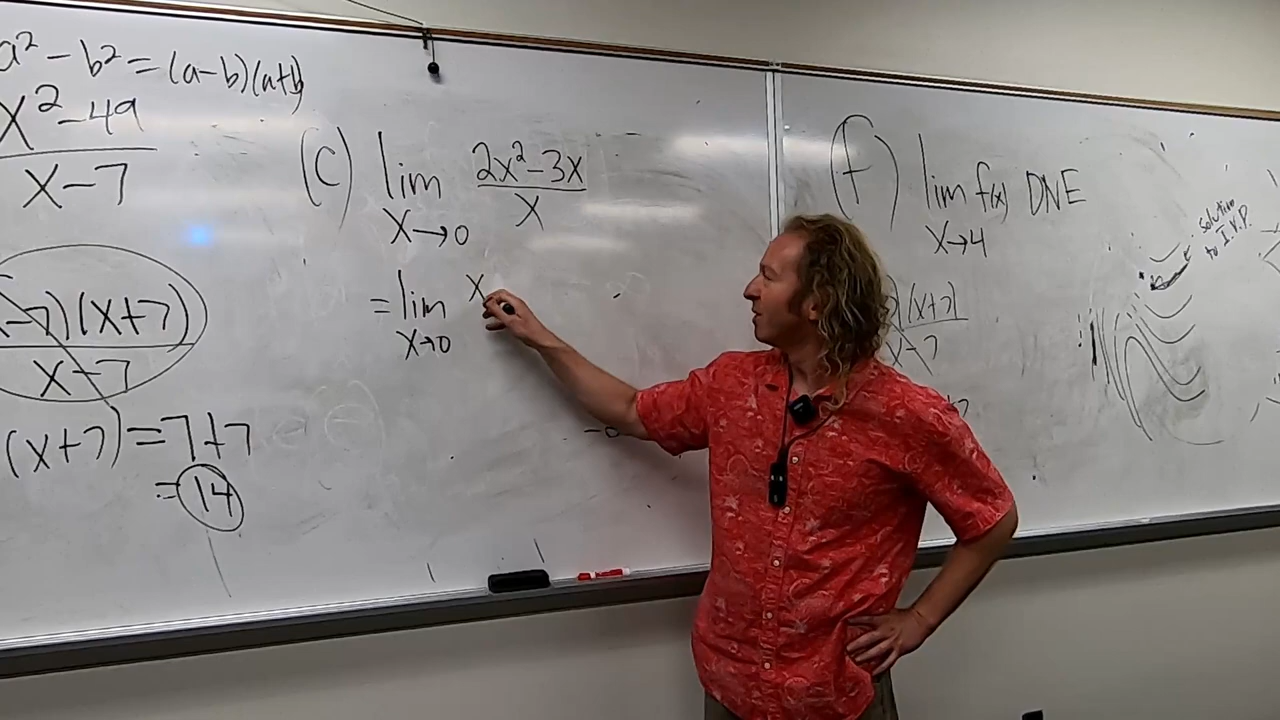 a² - b² = (a-b)(a+b)
x² - 49
x - 7
-7)(x+7)
x-7
(x+7) = 7+7
= 14
(c) lim 2x² - 3x
x→0 x
= lim x
x→0
(f) lim f(x) DNE
x→4
(x+7)
x-7
solution
to I.V.P.